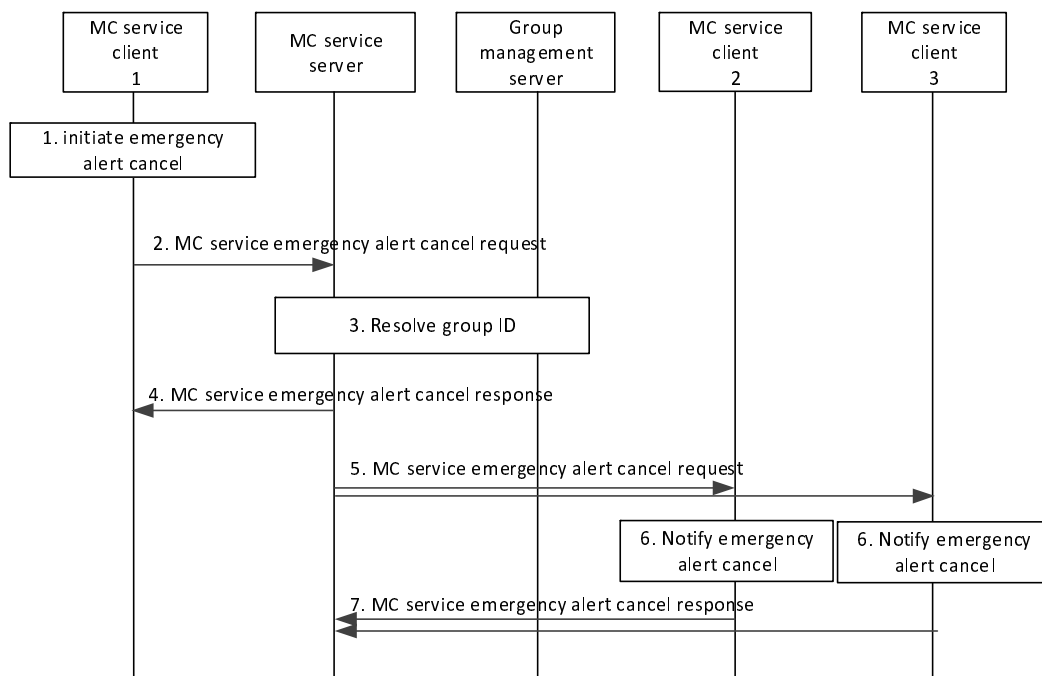 MC service
client
1
MC service
server
Group
management
server
MC service
client
2
MC service
client
3
1. initiate emergency
alert cancel
2. MC service emergency alert cancel request
3. Resolve group ID
4. MC service emergency alert cancel response
5. MC service emergency alert cancel request
6. Notify emergency
alert cancel
6. Notify emergency
alert cancel
7. MC service emergency alert cancel response